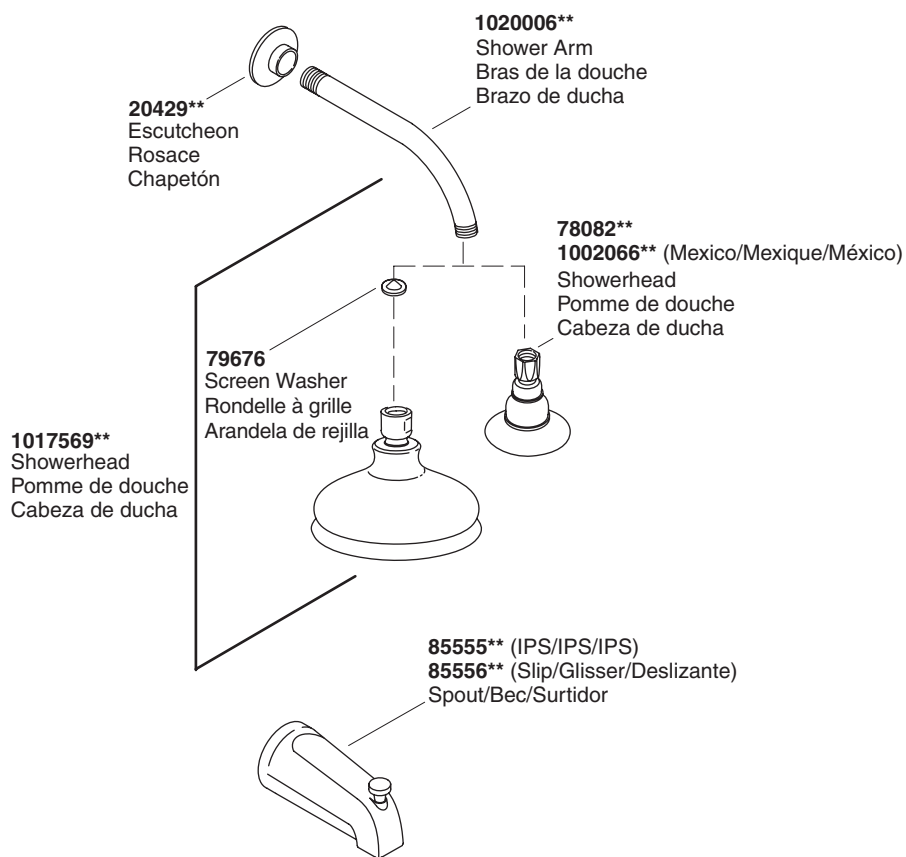 1020006**
Shower Arm
Bras de la douche
Brazo de ducha
20429**
Escutcheon
Rosace
Chapetón
78082**
1002066** (Mexico/Mexique/México)
Showerhead
Pomme de douche
Cabeza de ducha
79676
Screen Washer
Rondelle à grille
Arandela de rejilla
1017569**
Showerhead
Pomme de douche
Cabeza de ducha
85555** (IPS/IPS/IPS)
85556** (Slip/Glisser/Deslizante)
Spout/Bec/Surtidor